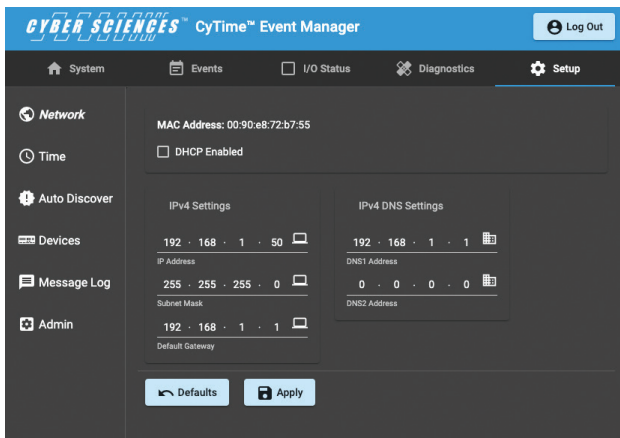 CYBER SCIENCES™ CyTime™ Event Manager
Log Out
System Events I/O Status Diagnostics Setup
Network
Time
Auto Discover
Devices
Message Log
Admin
MAC Address: 00:90:e8:72:b7:55
DHCP Enabled
IPv4 Settings
192 . 168 . 1 . 50
IP Address
255 . 255 . 255 . 0
Subnet Mask
192 . 168 . 1 . 1
Default Gateway
IPv4 DNS Settings
192 . 168 . 1 . 1
DNS1 Address
0 . 0 . 0 . 0
DNS2 Address
Defaults Apply